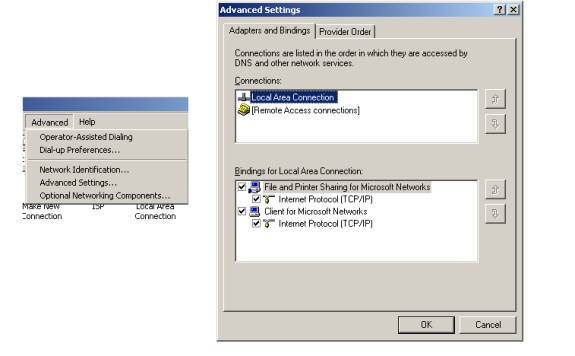 Advanced Help
Operator-Assisted Dialing
Dial-up Preferences...
Network Identification...
Advanced Settings...
Optional Networking Components...
Make New ISP Local Area
Connection Connection
Advanced Settings
Adapters and Bindings Provider Order
Connections are listed in the order in which they are accessed by
DNS and other network services.
Connections:
Local Area Connection
[Remote Access connections]
Bindings for Local Area Connection:
File and Printer Sharing for Microsoft Networks
Internet Protocol (TCP/IP)
Client for Microsoft Networks
Internet Protocol (TCP/IP)
OK Cancel